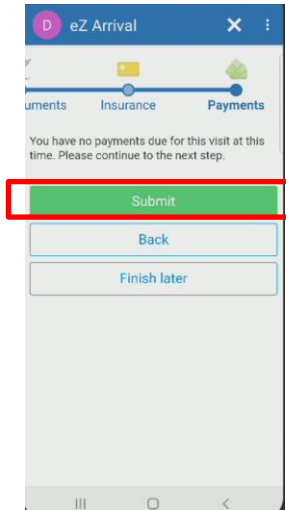 D eZ Arrival
uments Insurance Payments
You have no payments due for this visit at this
time. Please continue to the next step.
Submit
Back
Finish later